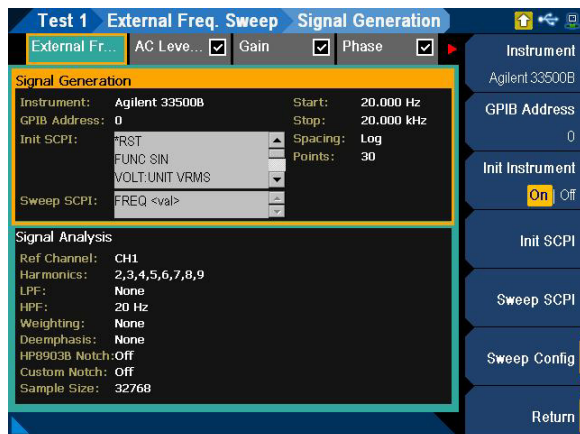 Test 1 External Freq. Sweep Signal Generation
External Fr... AC Leve... Gain Phase
Signal Generation
Instrument: Agilent 33500B Start: 20.000 Hz
GPIB Address: 0 Stop: 20.000 kHz
Init SCPI: *RST Spacing: Log
FUNC SIN Points: 30
VOLT:UNIT VRMS
Sweep SCPI: FREQ <val>
Signal Analysis
Ref Channel: CH1
Harmonics: 2,3,4,5,6,7,8,9
LPF: None
HPF: 20 Hz
Weighting: None
Deemphasis: None
HP8903B Notch:Off
Custom Notch: Off
Sample Size: 32768
Instrument
Agilent 33500B
GPIB Address
0
Init Instrument
On | Off
Init SCPI
Sweep SCPI
Sweep Config
Return